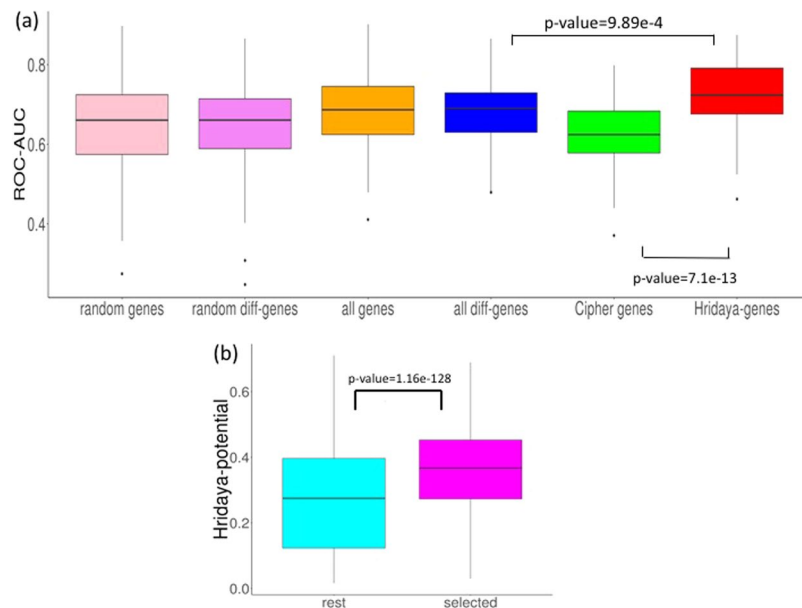 (a)
p-value=9.89e-4
ROC-AUC
0.8
0.6
0.4
p-value=7.1e-13
random genes random diff-genes all genes all diff-genes Cipher genes Hridaya-genes
(b)
p-value=1.16e-128
Hridaya-potential
0.6
0.4
0.2
0.0
rest selected